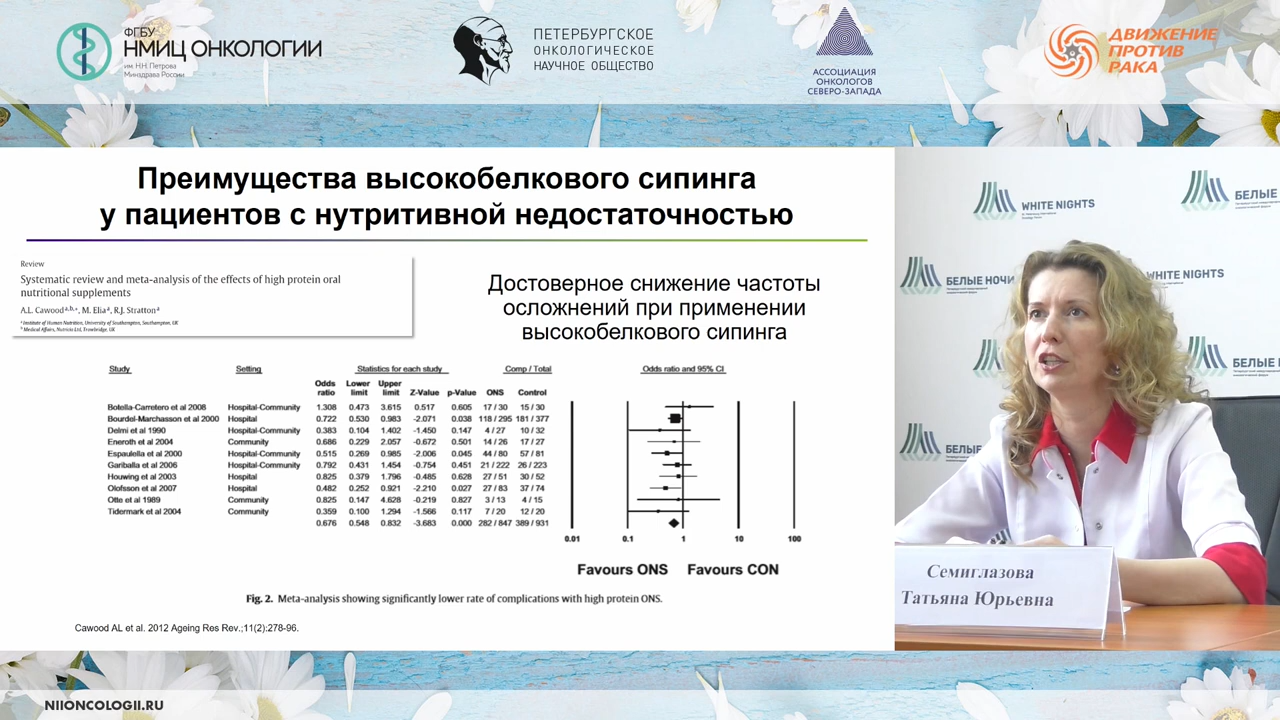 ФГБУ
НМИЦ ОНКОЛОГИИ
им. Н.Н. Петрова
Минздрава России
ПЕТЕРБУРГСКОЕ
ОНКОЛОГИЧЕСКОЕ
НАУЧНОЕ ОБЩЕСТВО
АССОЦИАЦИЯ
ОНКОЛОГОВ
СЕВЕРО-ЗАПАДА
ДВИЖЕНИЕ
ПРОТИВ
РАКА
Преимущества высокобелкового сипинга
у пациентов с нутритивной недостаточностью
Review
Systematic review and meta-analysis of the effects of high protein oral
nutritional supplements
A.L. Cawood a,b,*, M. Elia a, R.J. Stratton a
a Institute of Human Nutrition, University of Southampton, Southampton, UK
b Medical Affairs, Nutricia Ltd, Trowbridge, UK
Достоверное снижение частоты
осложнений при применении
высокобелкового сипинга
Study Setting Statistics for each study Comp / Total Odds ratio and 95% CI
Odds ratio Lower limit Upper limit Z-Value p-Value ONS Control
Botella-Carretero et al 2008 Hospital-Community 1.308 0.473 3.615 0.517 0.605 17 / 30 15 / 30
Bourdel-Marchasson et al 2000 Hospital 0.722 0.530 0.983 -2.071 0.038 118 / 295 181 / 377
Delmi et al 1990 Hospital-Community 0.383 0.104 1.402 -1.450 0.147 4 / 27 10 / 32
Eneroth et al 2004 Community 0.686 0.229 2.057 -0.672 0.501 14 / 26 17 / 27
Espaulella et al 2000 Hospital-Community 0.515 0.269 0.985 -2.006 0.045 44 / 80 57 / 81
Gariballa et al 2006 Hospital-Community 0.792 0.431 1.454 -0.754 0.451 21 / 222 26 / 223
Houwing et al 2003 Hospital 0.825 0.379 1.796 -0.485 0.628 27 / 51 30 / 52
Olofsson et al 2007 Hospital 0.482 0.252 0.921 -2.210 0.027 27 / 83 37 / 74
Otte et al 1989 Community 0.825 0.147 4.628 -0.219 0.827 3 / 13 4 / 15
Tidermark et al 2004 Community 0.359 0.100 1.294 -1.566 0.117 7 / 20 12 / 20
0.676 0.548 0.832 -3.683 0.000 282 / 847 389 / 931
0.01 0.1 1 10 100
Favours ONS Favours CON
Fig. 2. Meta-analysis showing significantly lower rate of complications with high protein ONS.
Cawood AL et al. 2012 Ageing Res Rev.;11(2):278-96.
WHITE NIGHTS
БЕЛЫЕ
БЕЛЫЕ НОЧИ
WHITE NIGHTS
БЕЛЫЕ
БЕЛЫЕ
Семиглазова
Татьяна Юрьевна
NIIONCOLOGII.RU